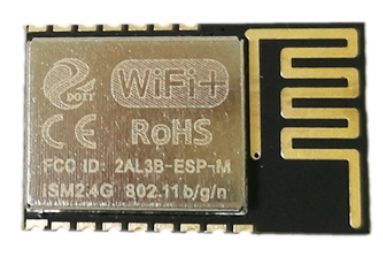 DOIT
WiFi+
CE RoHS
FCC ID: 2AL3B-ESP-M
ISM2.4G 802.11b/g/n